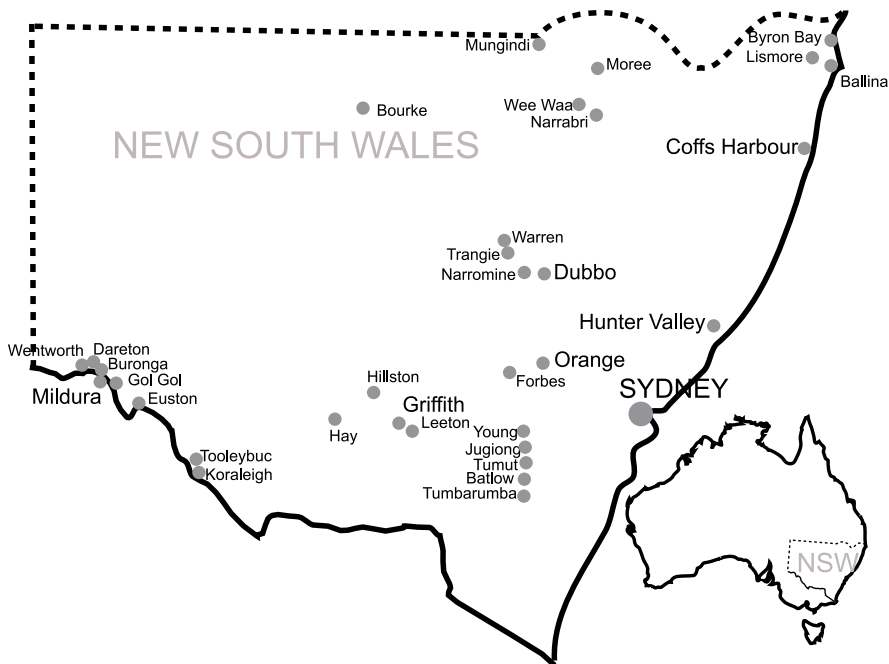 Byron Bay
Mungindi
Lismore
Moree
Ballina
Wee Waa
Bourke
Narrabri
NEW SOUTH WALES
Coffs Harbour
Warren
Trangie
Narromine
Dubbo
Hunter Valley
Wentworth
Dareton
Buronga
Orange
Gol Gol
Forbes
Hillston
SYDNEY
Mildura
Euston
Griffith
Leeton
Hay
Young
Jugiong
Tooleybuc
Tumut
Koraleigh
Batlow
Tumbarumba
NSW